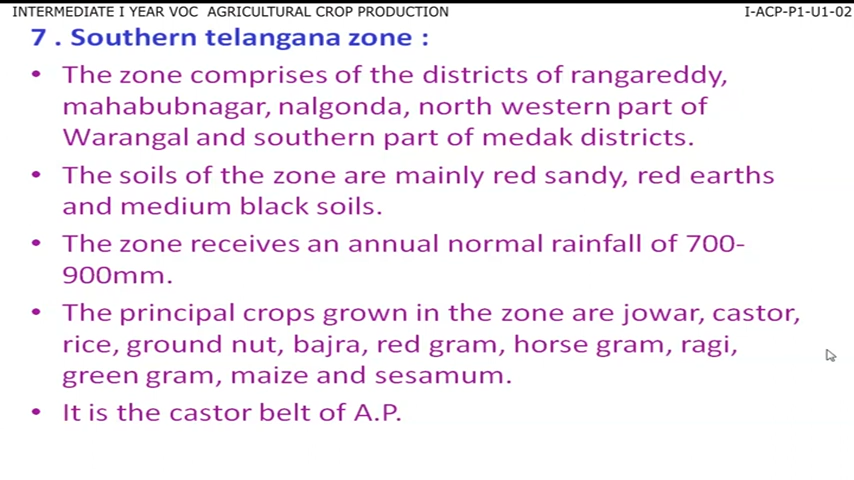 INTERMEDIATE I YEAR VOC AGRICULTURAL CROP PRODUCTION I-ACP-P1-U1-02
7 . Southern telangana zone :
• The zone comprises of the districts of rangareddy,
mahabubnagar, nalgonda, north western part of
Warangal and southern part of medak districts.
• The soils of the zone are mainly red sandy, red earths
and medium black soils.
• The zone receives an annual normal rainfall of 700-
900mm.
• The principal crops grown in the zone are jowar, castor,
rice, ground nut, bajra, red gram, horse gram, ragi,
green gram, maize and sesamum.
• It is the castor belt of A.P.